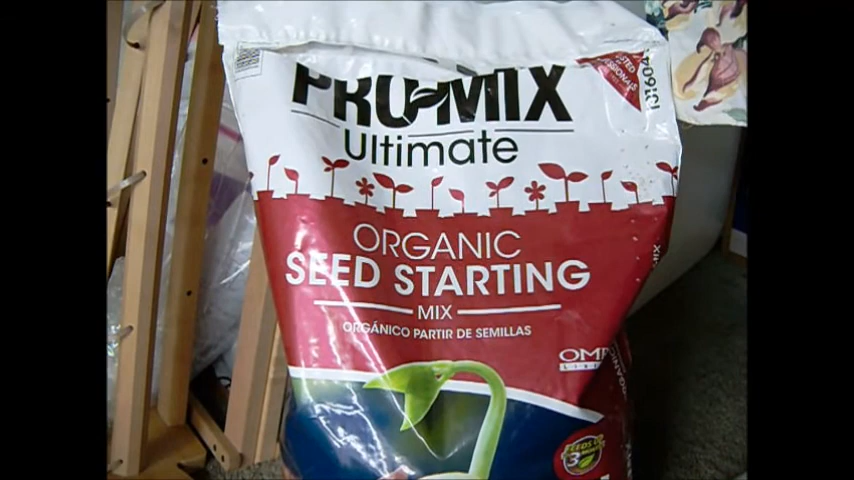 PRO-MIX
Ultimate
ORGANIC
SEED STARTING
MIX
ORGÁNICO PARTIR DE SEMILLAS